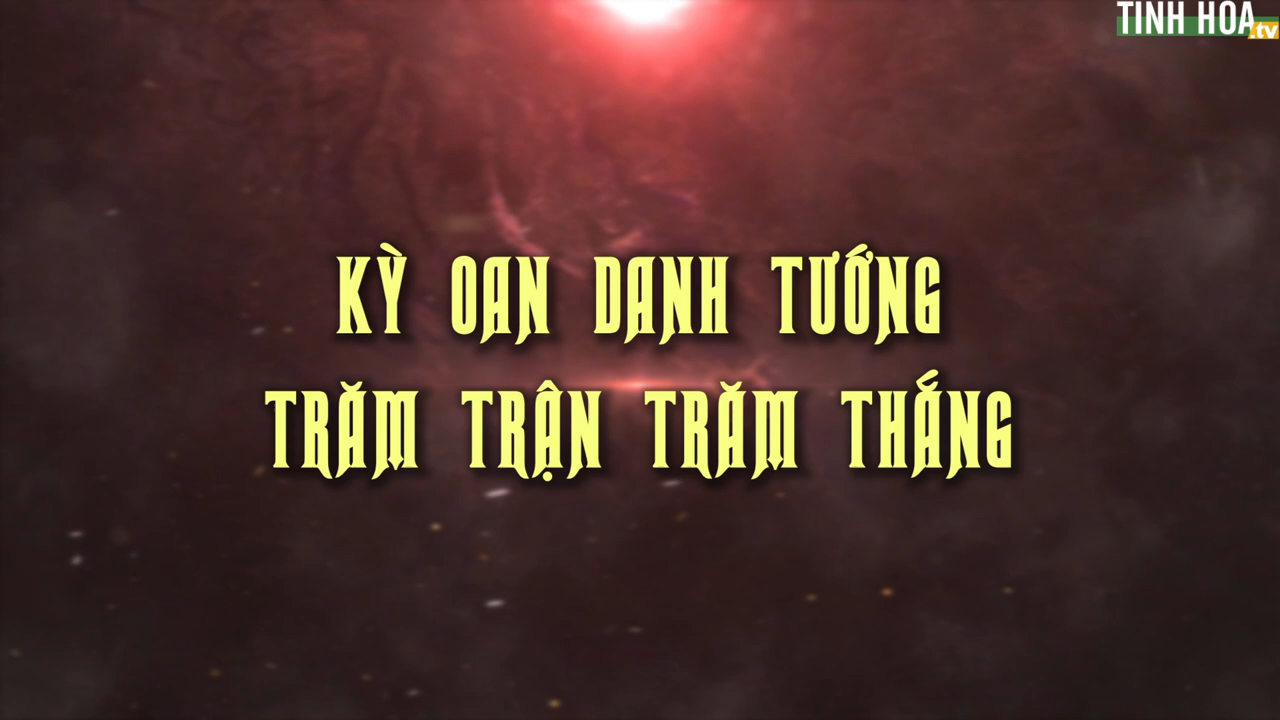 TINH HOA
.tv
KỲ OAN DANH TƯỚNG
TRĂM TRẬN TRĂM THẮNG